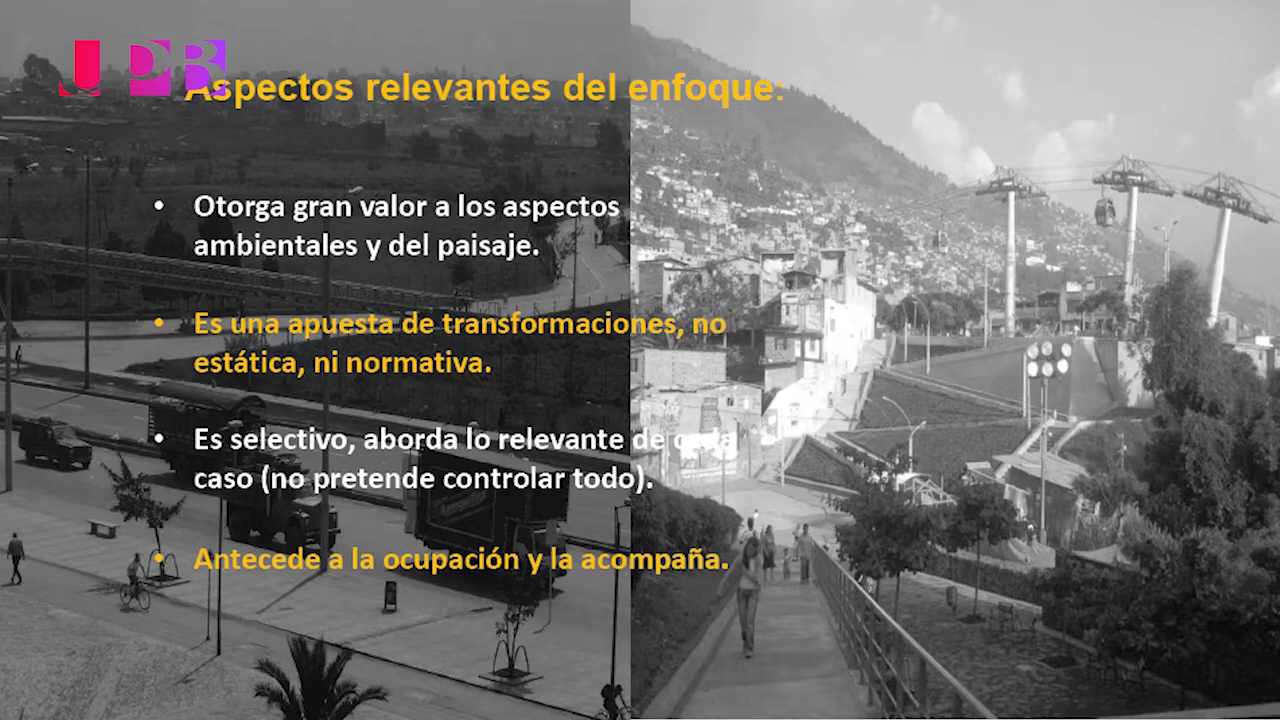 UPB
Aspectos relevantes del enfoque:
• Otorga gran valor a los aspectos
ambientales y del paisaje.
• Es una apuesta de transformaciones, no
estática, ni normativa.
• Es selectivo, aborda lo relevante de cada
caso (no pretende controlar todo).
• Antecede a la ocupación y la acompaña.